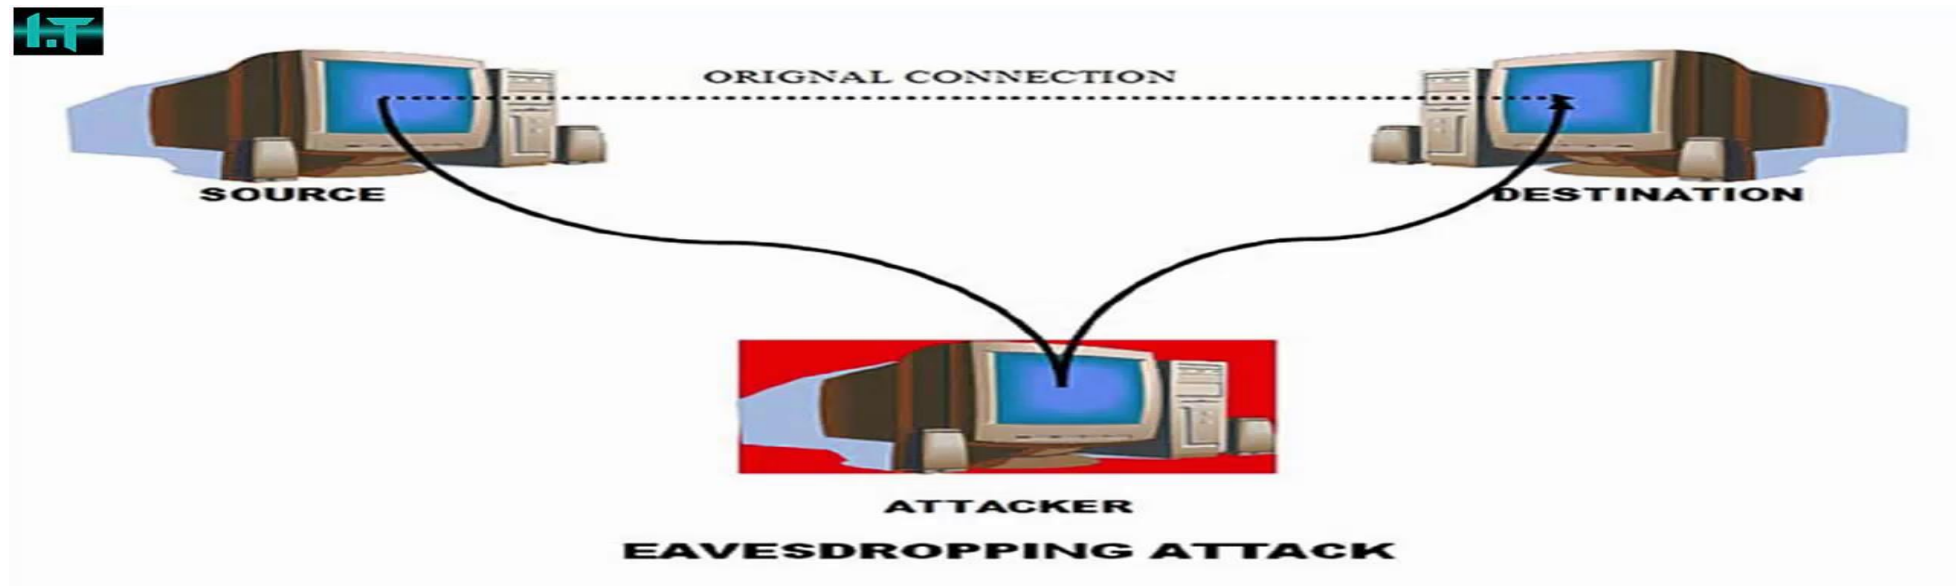 I.T
ORIGNAL CONNECTION
SOURCE
DESTINATION
ATTACKER
EAVESDROPPING ATTACK